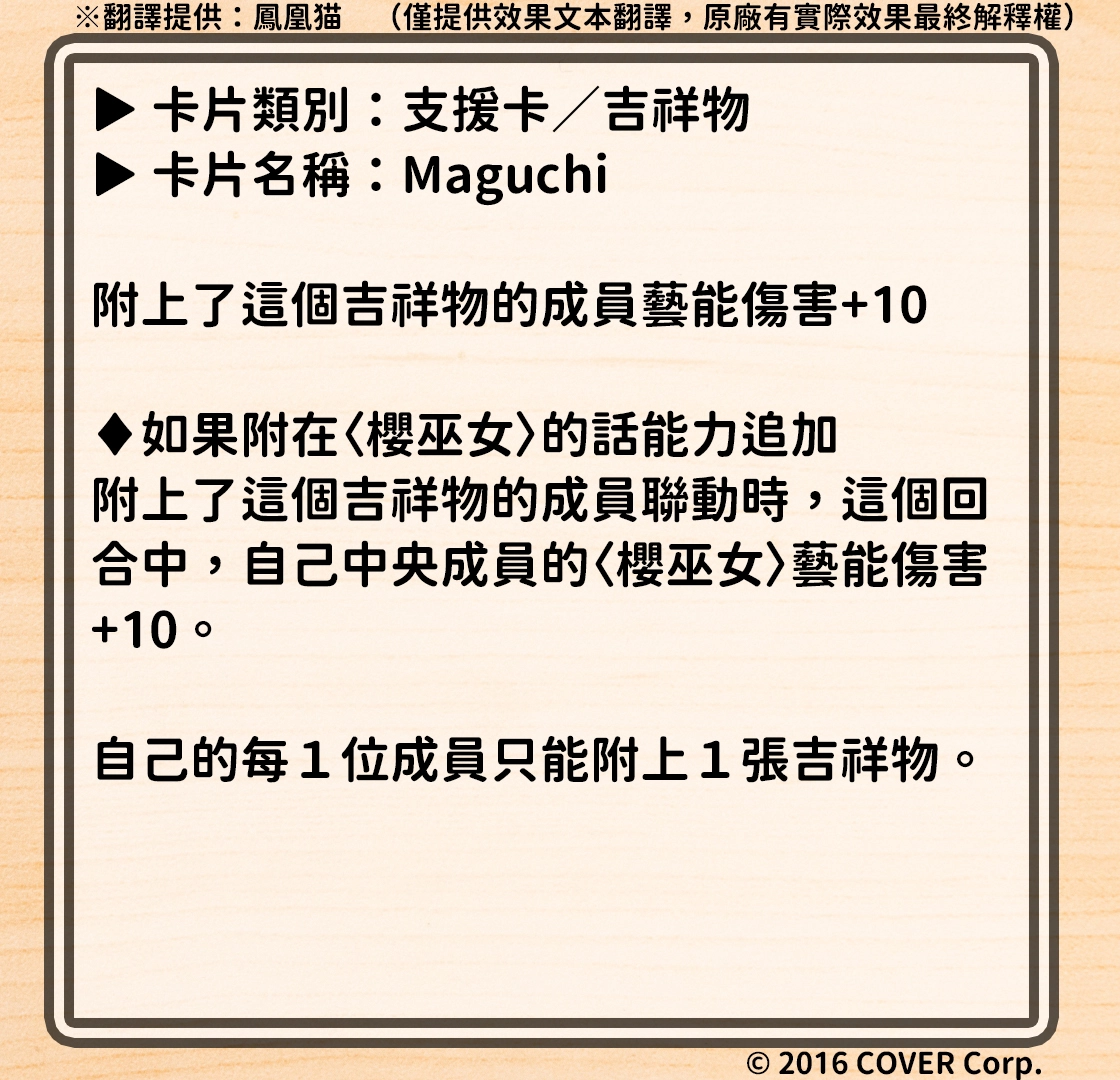 ※翻譯提供：鳳凰猫　（僅提供效果文本翻譯，原廠有實際效果最終解釋權）
▶ 卡片類別：支援卡／吉祥物
▶ 卡片名稱：Maguchi
附上了這個吉祥物的成員藝能傷害+10
♦如果附在〈櫻巫女〉的話能力追加
附上了這個吉祥物的成員聯動時，這個回
合中，自己中央成員的〈櫻巫女〉藝能傷害
+10。
自己的每１位成員只能附上１張吉祥物。
© 2016 COVER Corp.